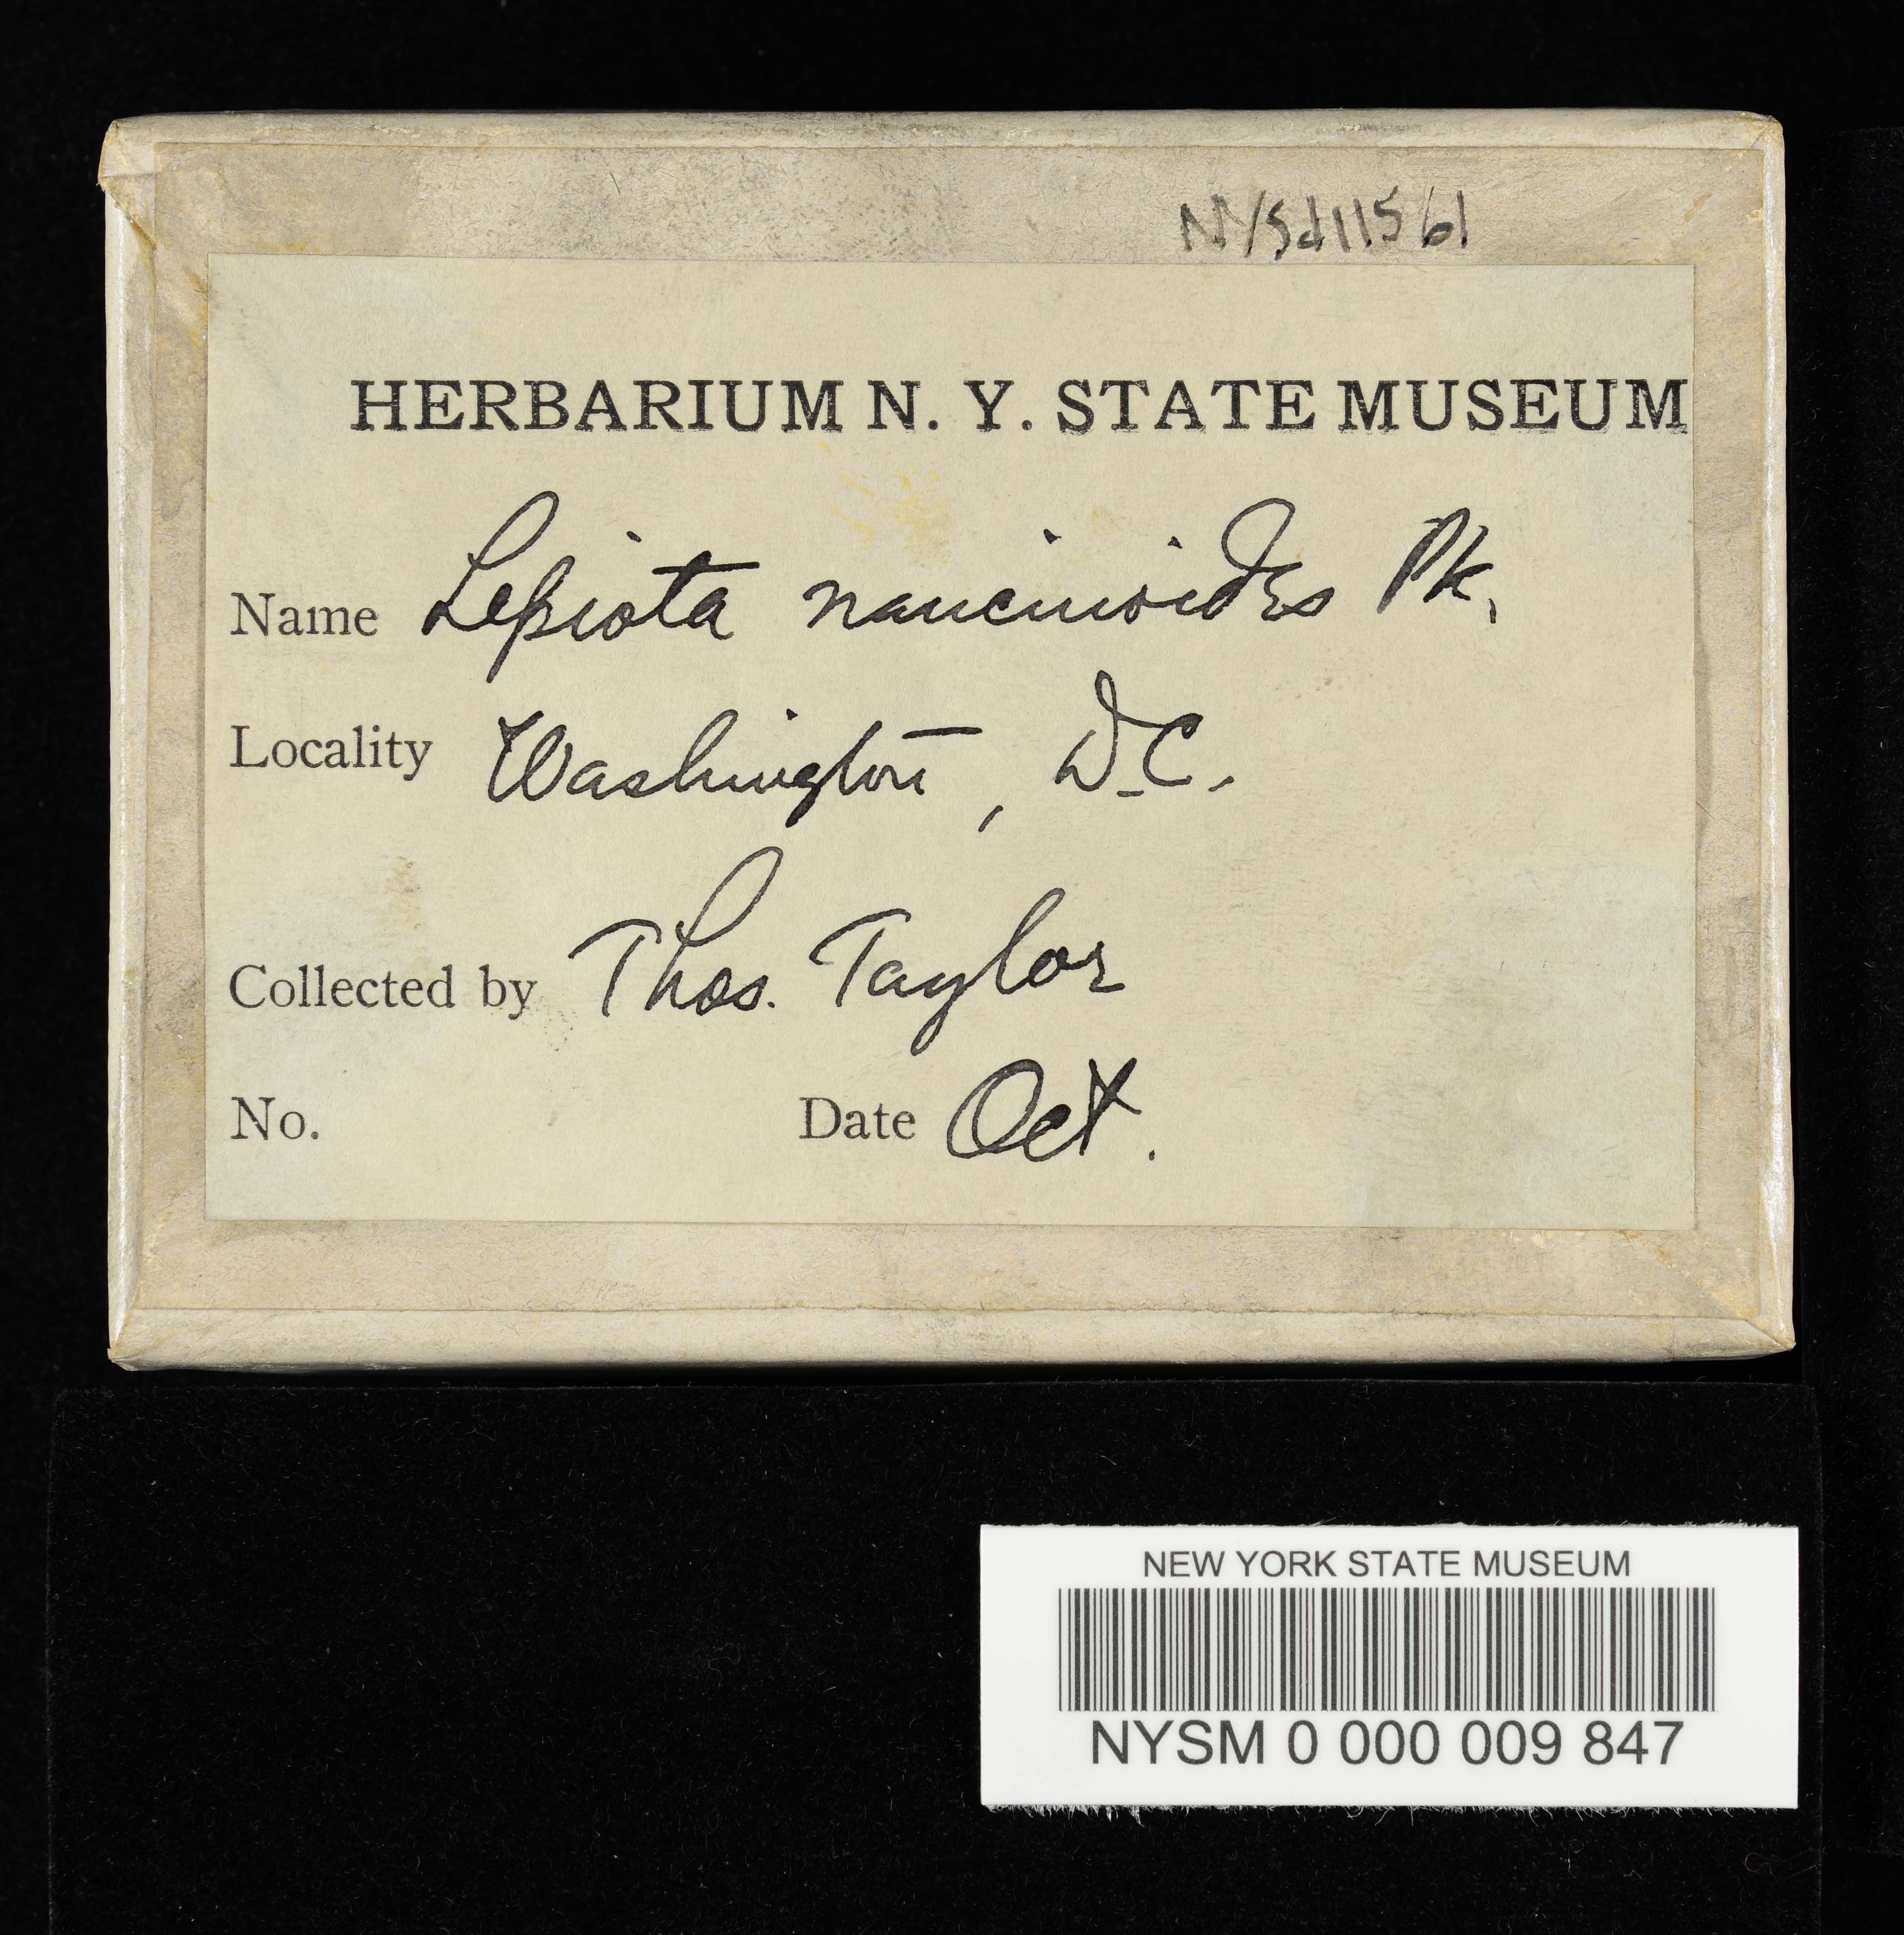 NYSd11561
HERBARIUM N. Y. STATE MUSEUM
Name Lepiota naucinoides Pk.
Locality Washington, D.C.
Collected by Thos. Taylor
No. Date Oct.
NEW YORK STATE MUSEUM
NYSM 0 000 009 847